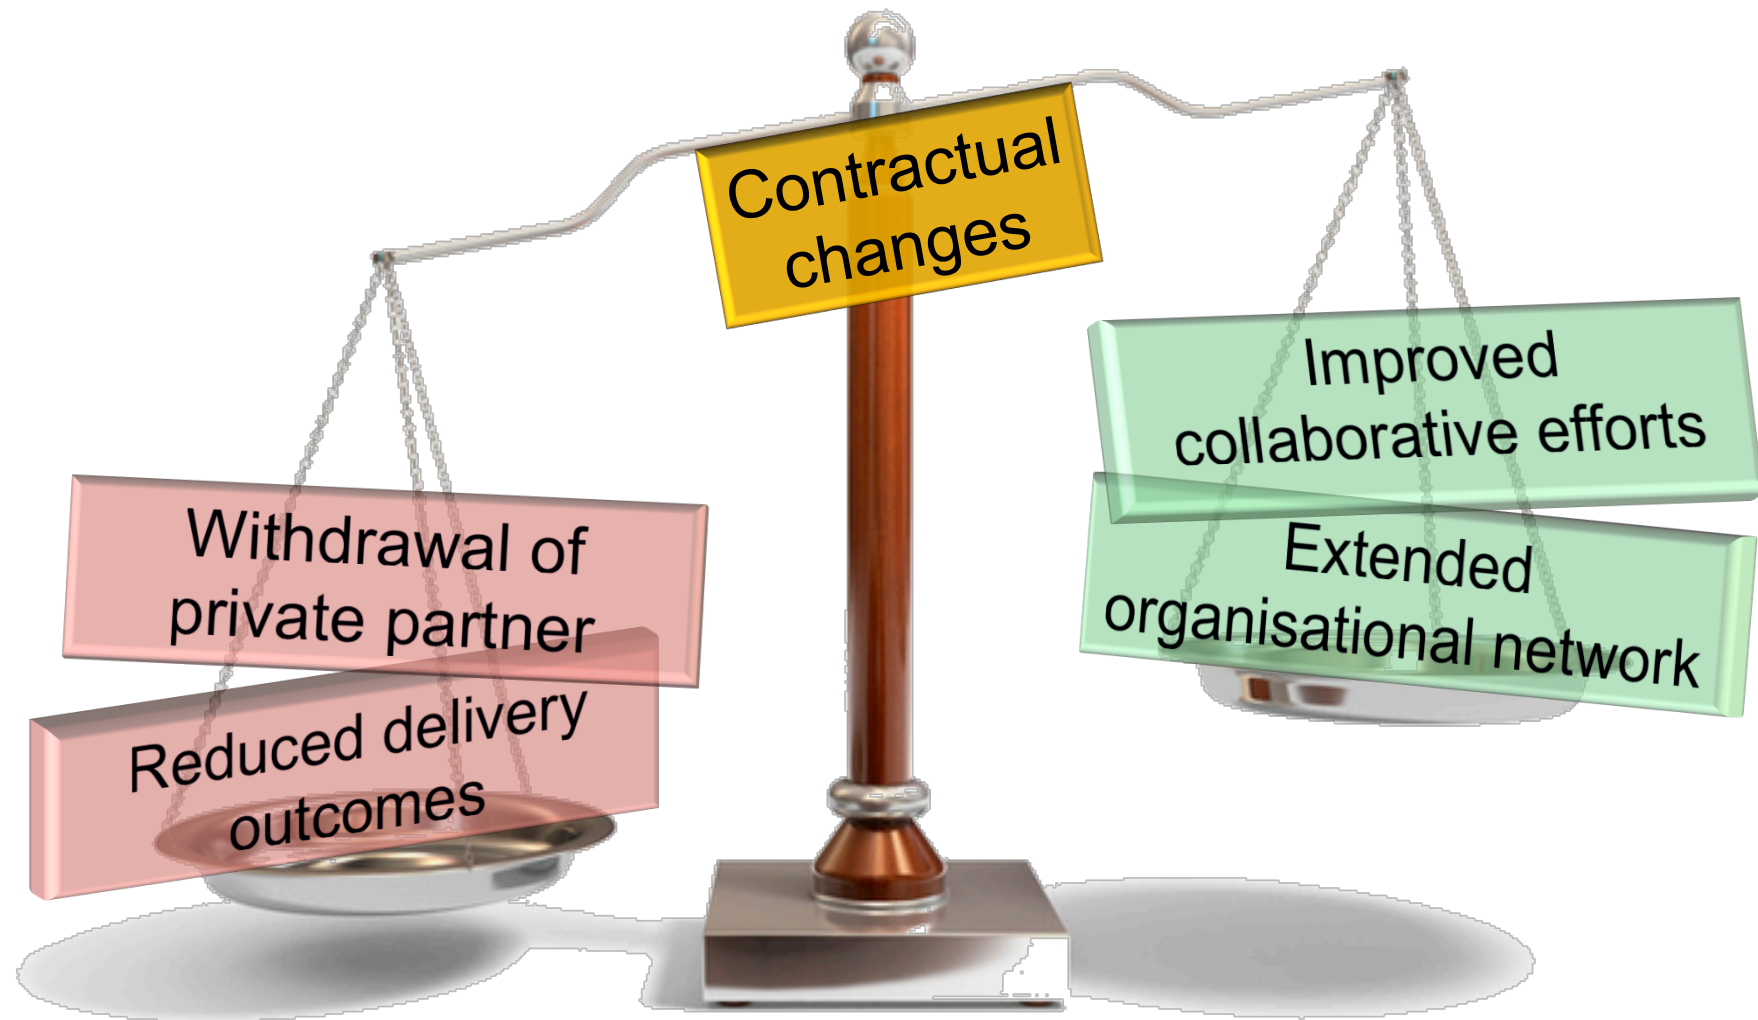 Contractual
changes
Improved
collaborative efforts
Extended
organisational network
Withdrawal of
private partner
Reduced delivery
outcomes